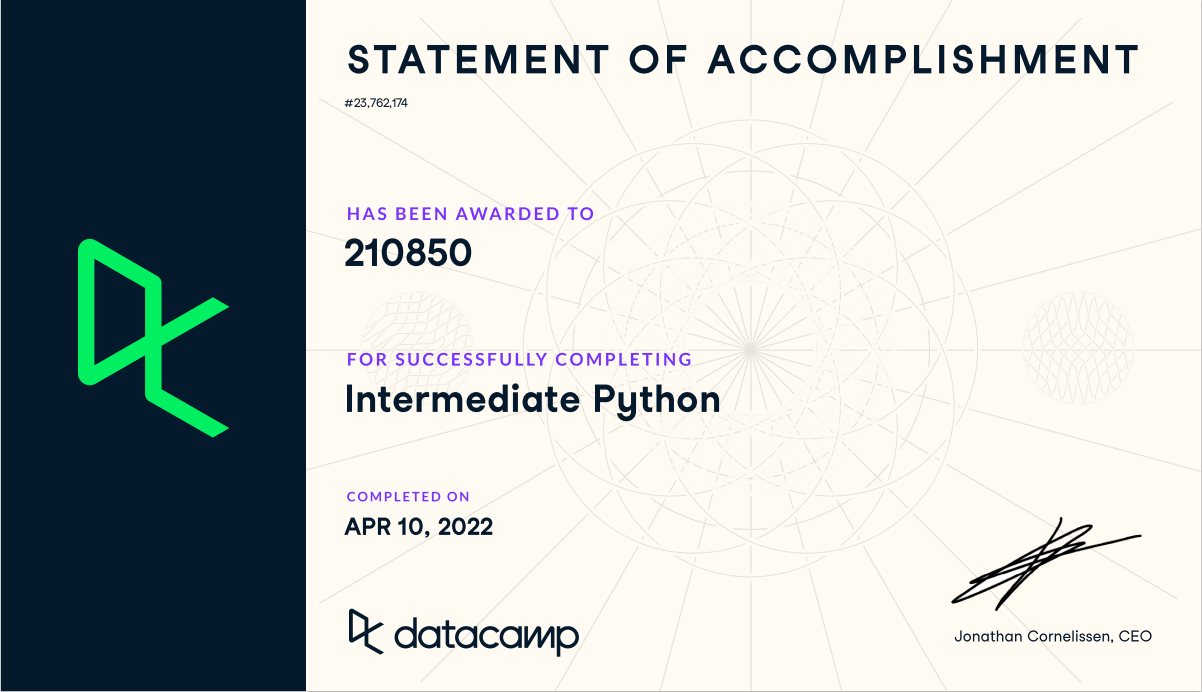 STATEMENT OF ACCOMPLISHMENT
#23,762,174
HAS BEEN AWARDED TO
210850
FOR SUCCESSFULLY COMPLETING
Intermediate Python
COMPLETED ON
APR 10, 2022
datacamp
Jonathan Cornelissen, CEO